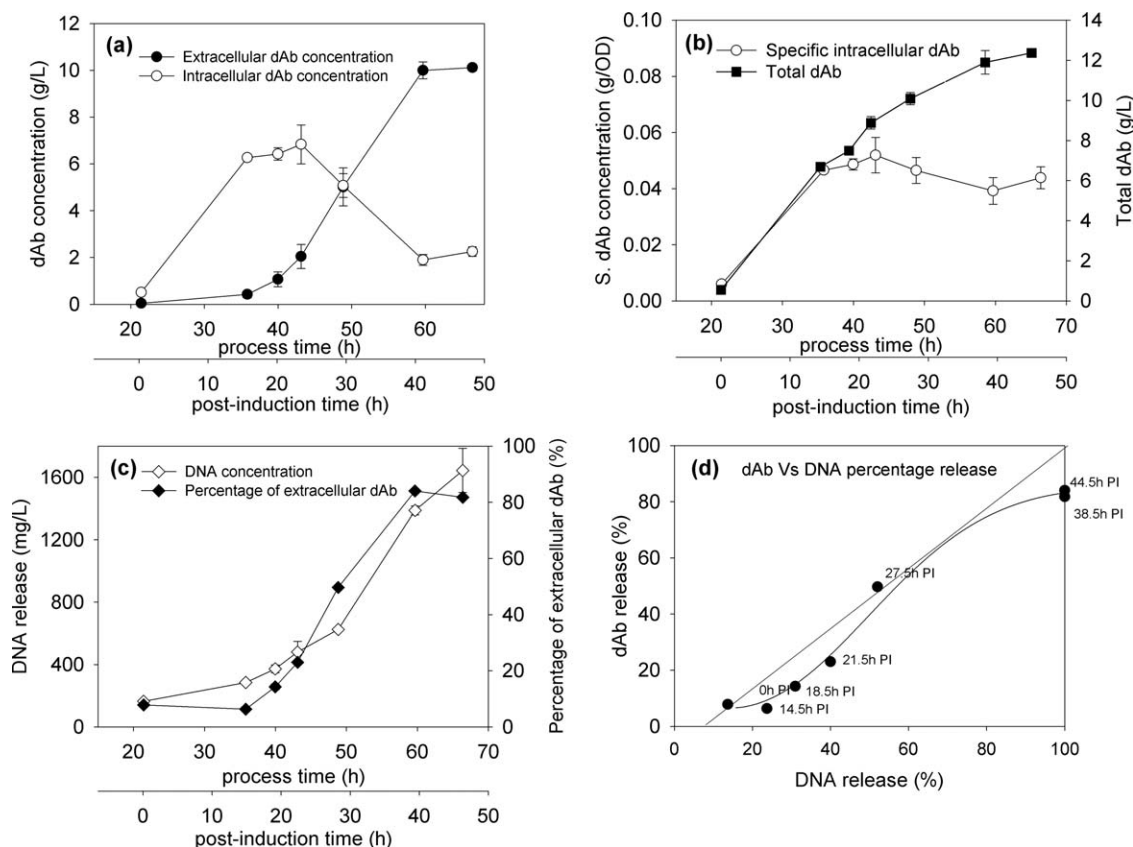 (a)
Extracellular dAb concentration
Intracellular dAb concentration
dAb concentration (g/L)
12
10
8
6
4
2
0
20 30 40 50 60
process time (h)
0 10 20 30 40 50
post-induction time (h)
(b)
Specific intracellular dAb
Total dAb
S. dAb concentration (g/OD)
0.10
0.08
0.06
0.04
0.02
0.00
Total dAb (g/L)
14
12
10
8
6
4
2
0
20 30 40 50 60 70
process time (h)
0 10 20 30 40 50
post-induction time (h)
(c)
DNA concentration
Percentage of extracellular dAb
DNA release (mg/L)
1600
1200
800
400
0
Percentage of extracellular dAb (%)
100
80
60
40
20
0
20 30 40 50 60 70
process time (h)
0 10 20 30 40 50
post-induction time (h)
(d) dAb Vs DNA percentage release
dAb release (%)
100
80
60
40
20
0
44.5h PI
38.5h PI
27.5h PI
21.5h PI
0h PI
18.5h PI
14.5h PI
0 20 40 60 80 100
DNA release (%)